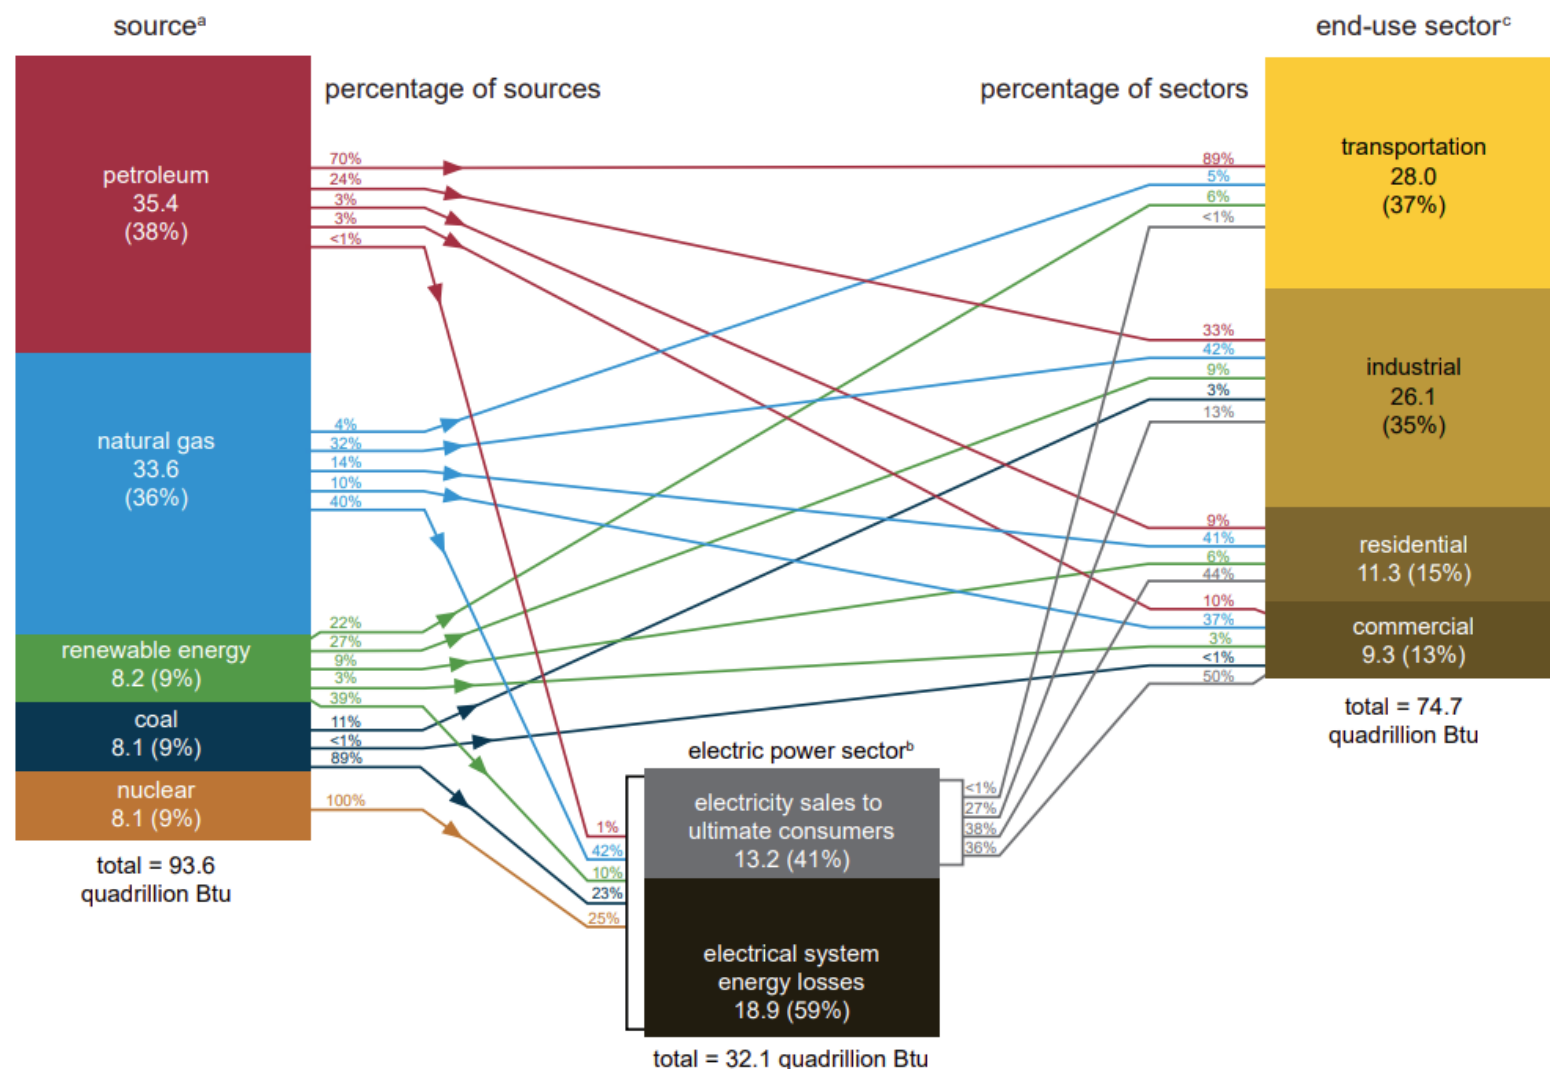 sourceᵃ
end-use sectorᶜ
percentage of sources
percentage of sectors
petroleum
35.4
(38%)
70%
24%
3%
3%
<1%
natural gas
33.6
(36%)
4%
32%
14%
10%
40%
renewable energy
8.2 (9%)
22%
27%
9%
3%
39%
coal
8.1 (9%)
11%
<1%
89%
nuclear
8.1 (9%)
100%
total = 93.6
quadrillion Btu
1%
42%
10%
23%
25%
electric power sectorᵇ
electricity sales to
ultimate consumers
13.2 (41%)
electrical system
energy losses
18.9 (59%)
total = 32.1 quadrillion Btu
<1%
27%
38%
36%
89%
5%
6%
<1%
transportation
28.0
(37%)
33%
42%
9%
3%
13%
industrial
26.1
(35%)
9%
41%
6%
44%
residential
11.3 (15%)
10%
37%
3%
<1%
50%
commercial
9.3 (13%)
total = 74.7
quadrillion Btu